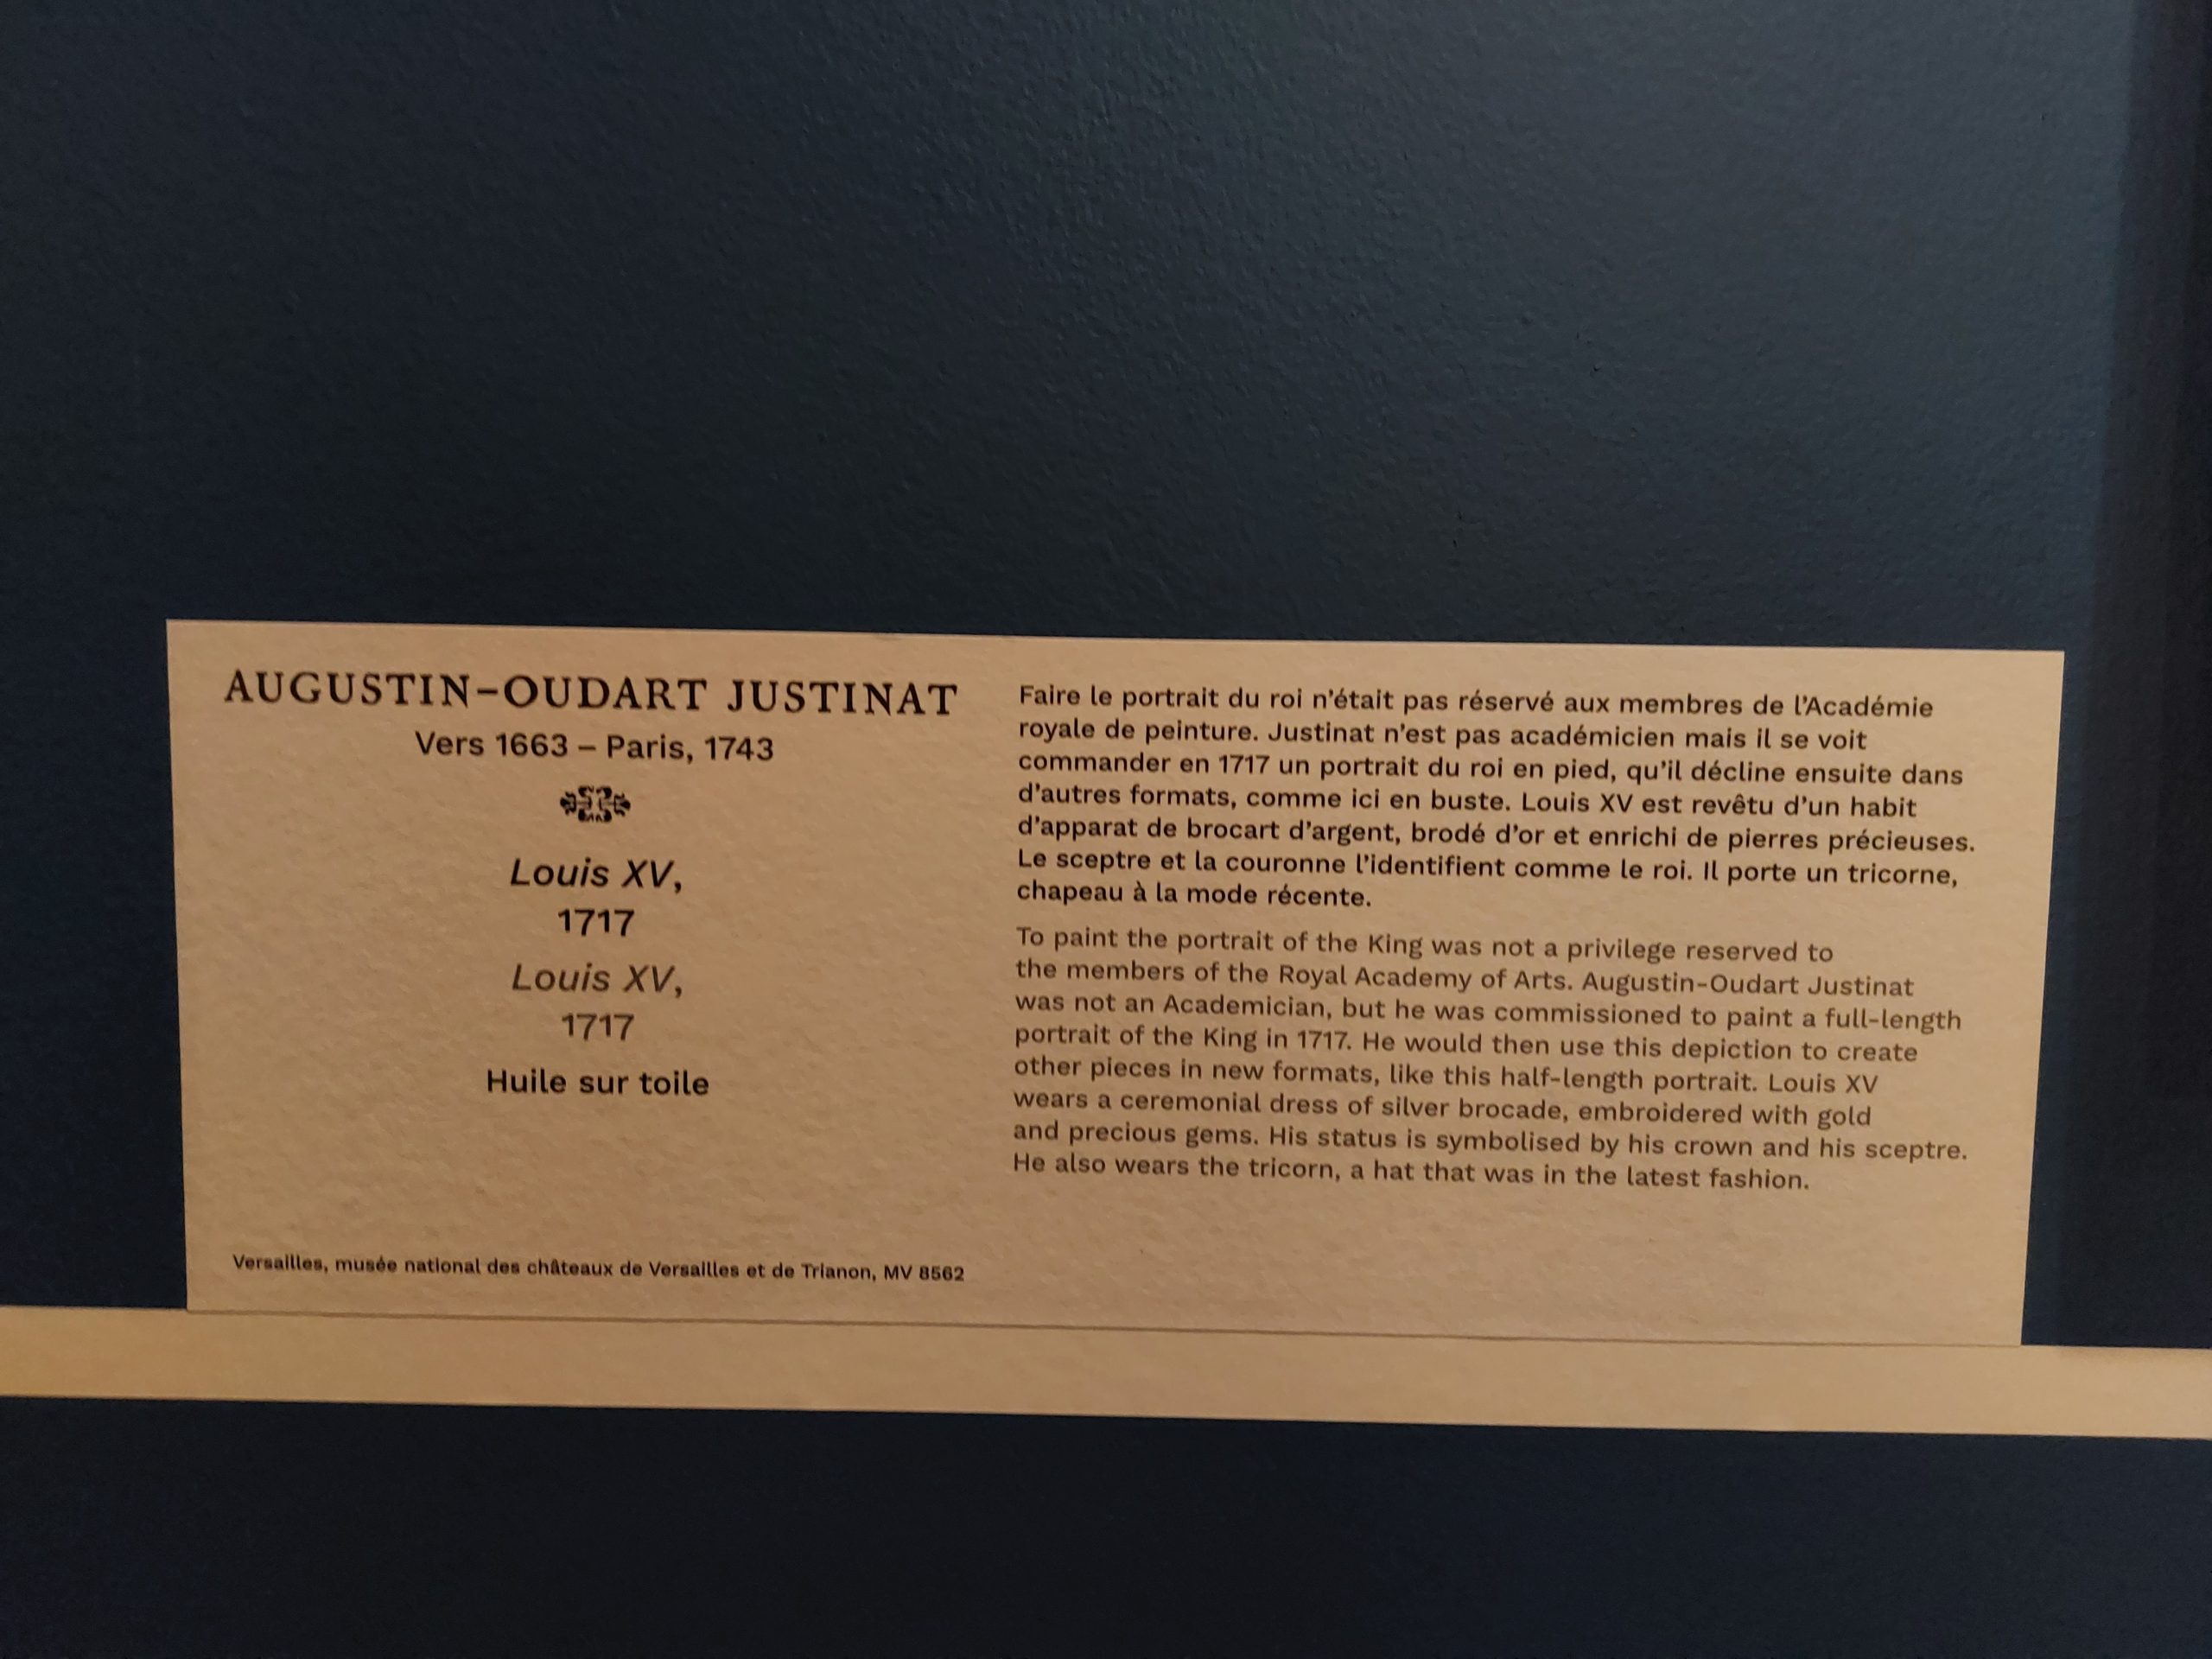 AUGUSTIN-OUDART JUSTINAT
Vers 1663 – Paris, 1743
Louis XV,
1717
Louis XV,
1717
Huile sur toile
Versailles, musée national des châteaux de Versailles et de Trianon, MV 8562
Faire le portrait du roi n'était pas réservé aux membres de l'Académie
royale de peinture. Justinat n'est pas académicien mais il se voit
commander en 1717 un portrait du roi en pied, qu'il décline ensuite dans
d'autres formats, comme ici en buste. Louis XV est revêtu d'un habit
d'apparat de brocart d'argent, brodé d'or et enrichi de pierres précieuses.
Le sceptre et la couronne l'identifient comme le roi. Il porte un tricorne,
chapeau à la mode récente.
To paint the portrait of the King was not a privilege reserved to
the members of the Royal Academy of Arts. Augustin-Oudart Justinat
was not an Academician, but he was commissioned to paint a full-length
portrait of the King in 1717. He would then use this depiction to create
other pieces in new formats, like this half-length portrait. Louis XV
wears a ceremonial dress of silver brocade, embroidered with gold
and precious gems. His status is symbolised by his crown and his sceptre.
He also wears the tricorn, a hat that was in the latest fashion.